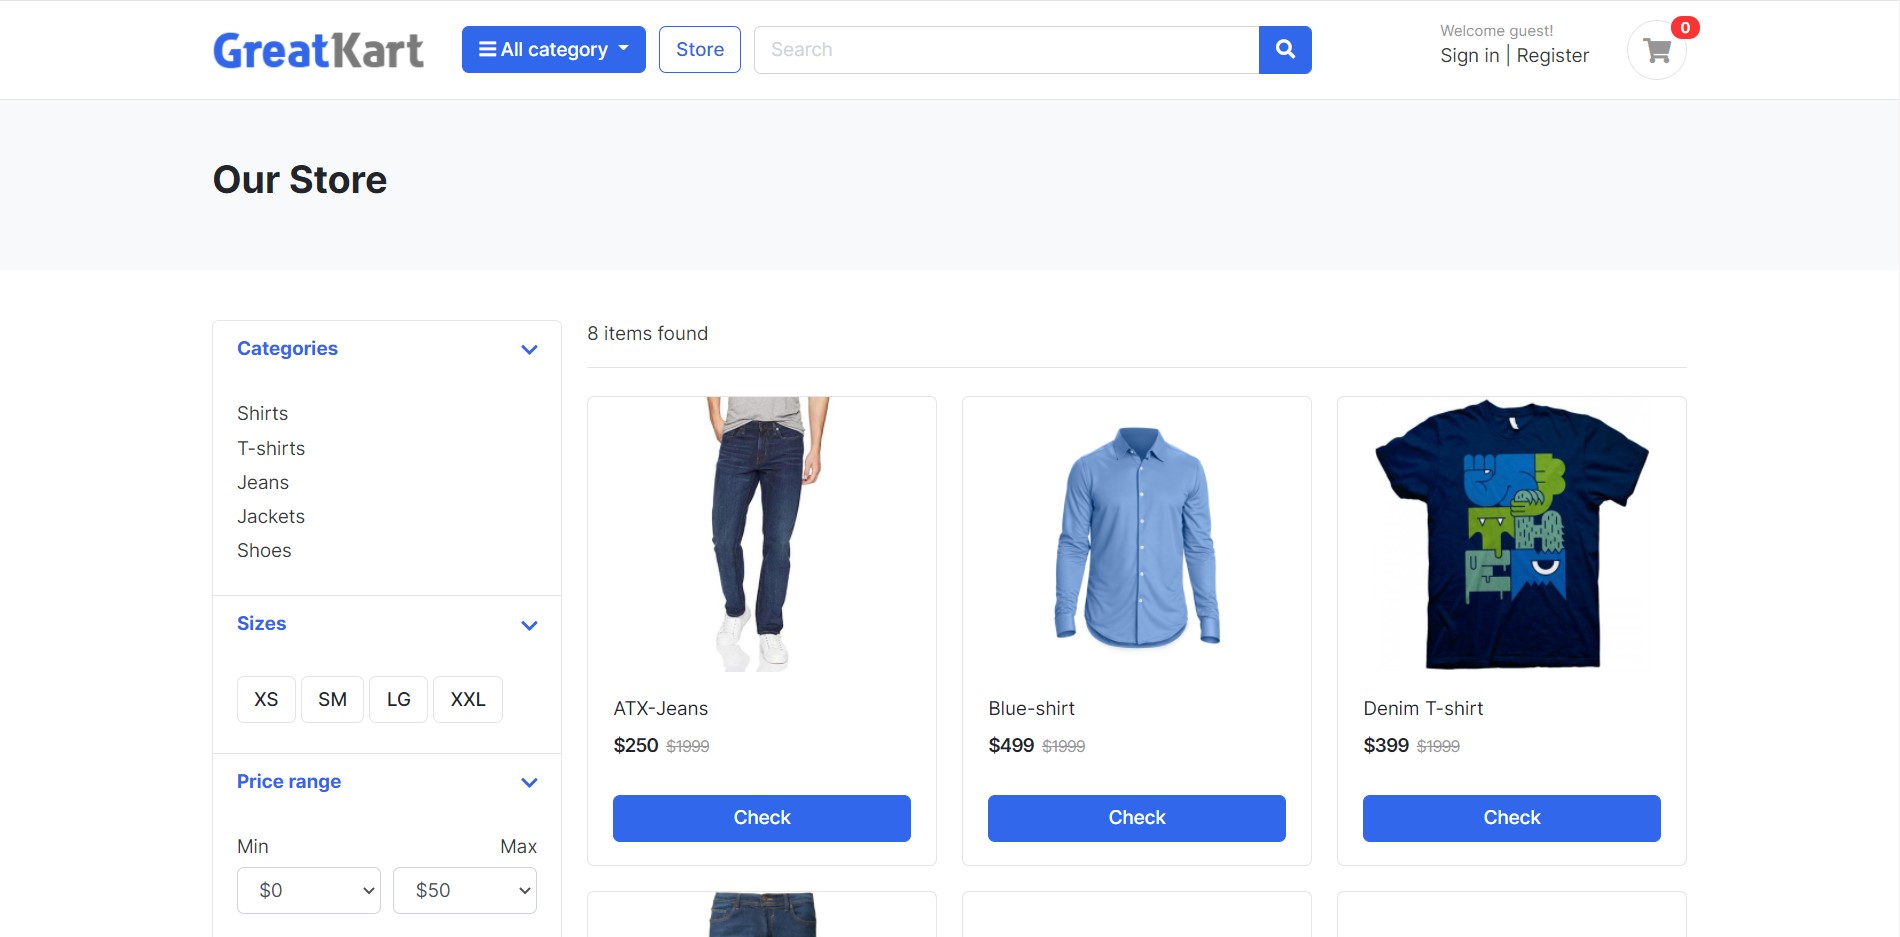 GreatKart
All category
Store
Search
Welcome guest!
Sign in | Register
0
Our Store
Categories
Shirts
T-shirts
Jeans
Jackets
Shoes
Sizes
XS SM LG XXL
Price range
Min Max
$0 $50
8 items found
ATX-Jeans
$250 $1999
Check
Blue-shirt
$499 $1999
Check
Denim T-shirt
$399 $1999
Check